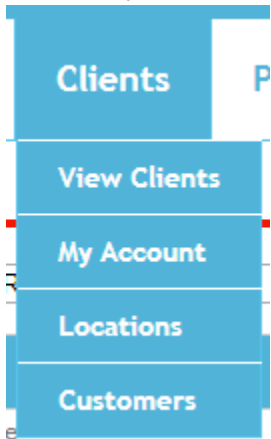 Clients P
View Clients
My Account
R
Locations
Customers
e